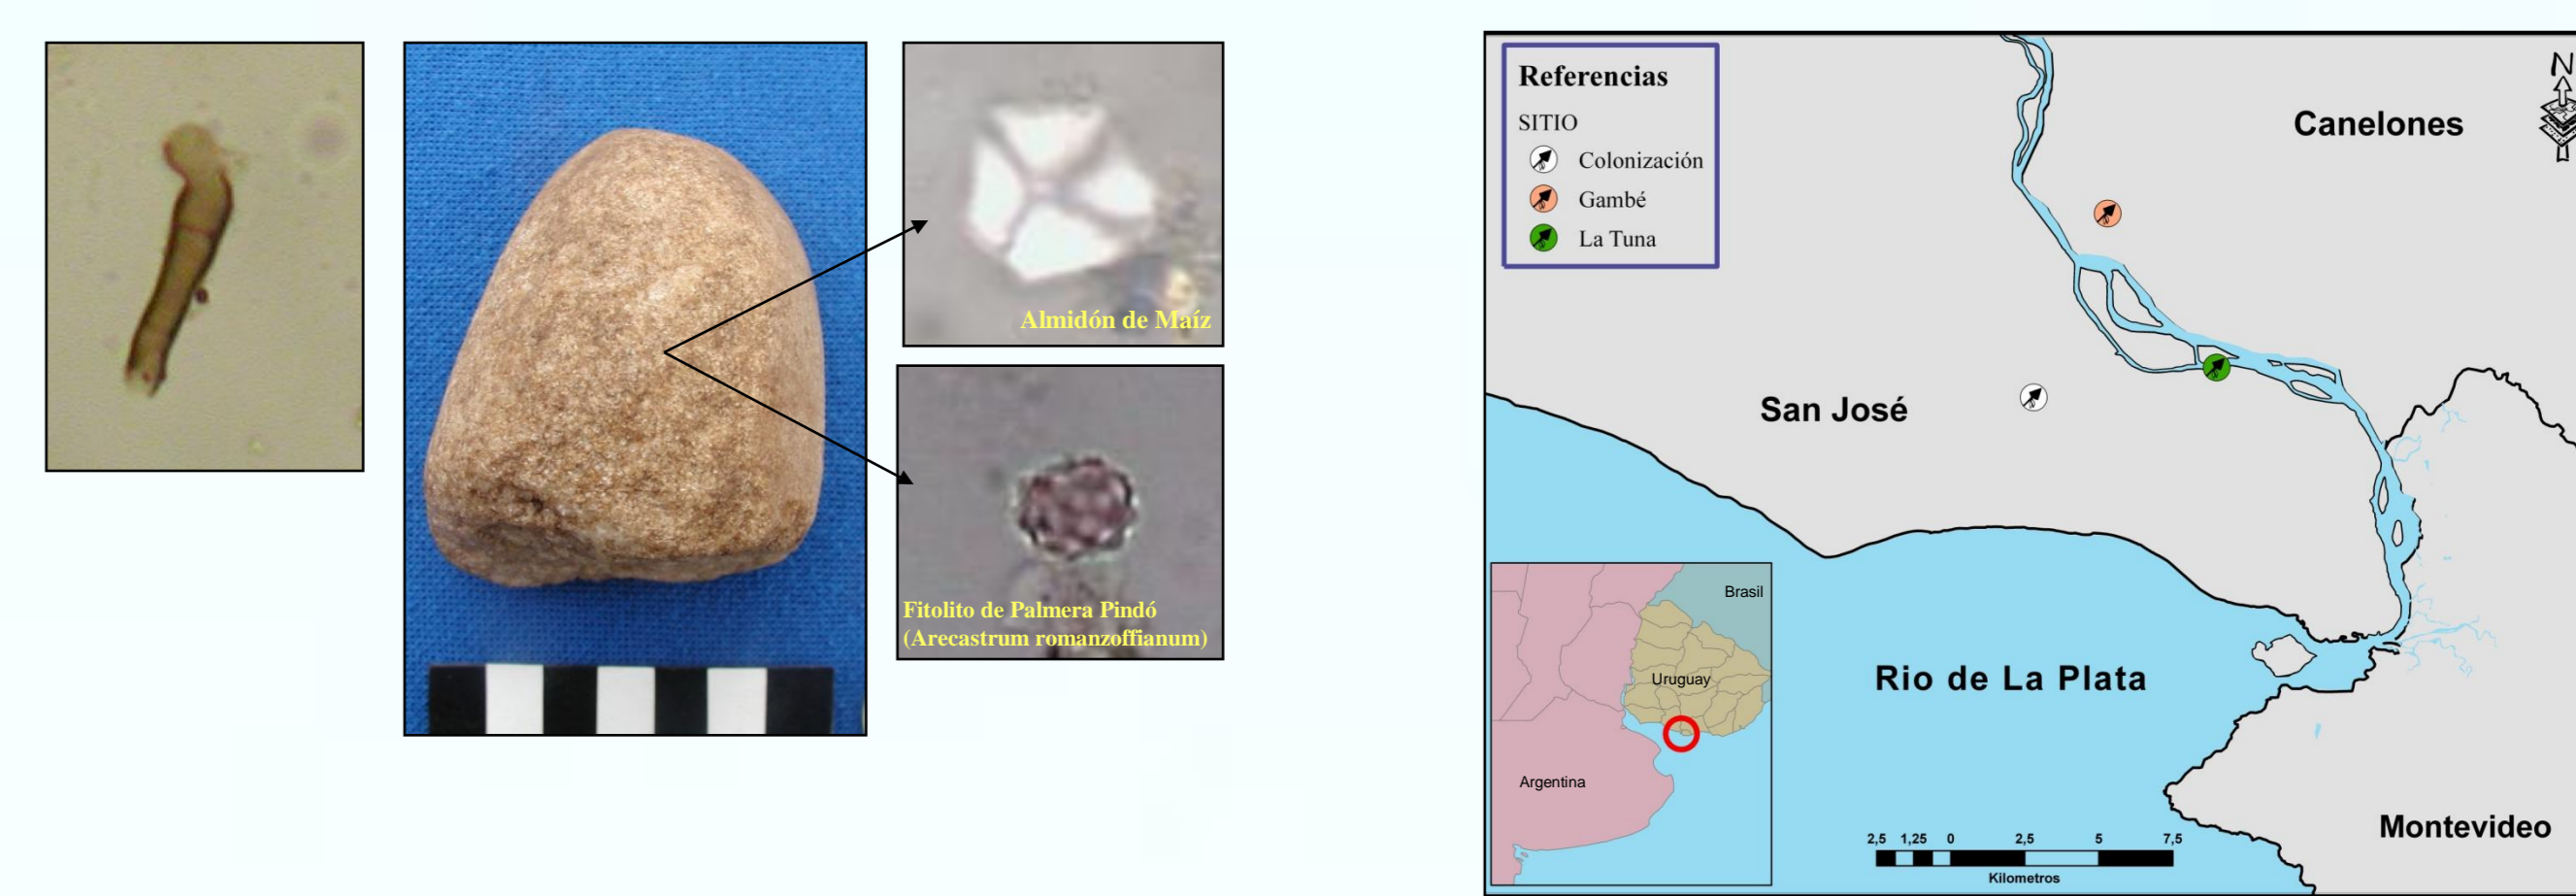 Almidón de Maíz
Fitolito de Palmera Pindó
(Arecastrum romanzoffianum)
Referencias
SITIO
Colonización
Gambé
La Tuna
N
Canelones
San José
Rio de La Plata
Montevideo
Brasil
Uruguay
Argentina
2,5 1,25 0 2,5 5 7,5
Kilometros